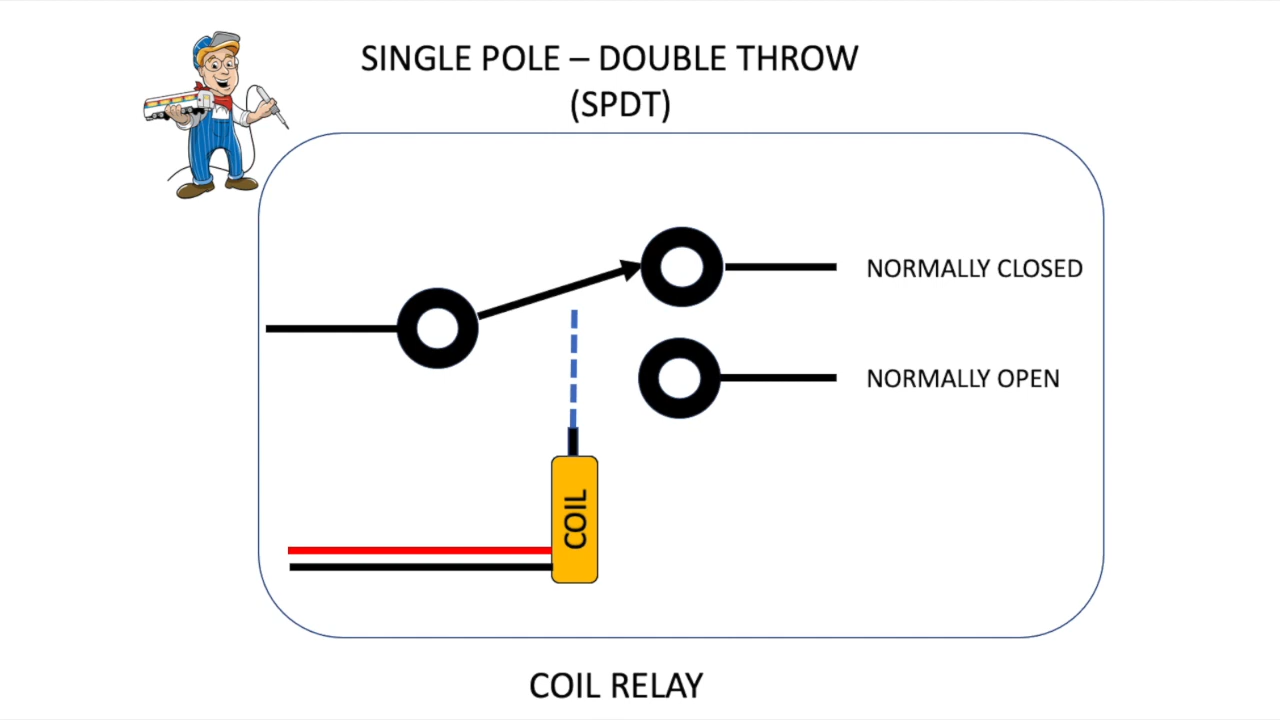 SINGLE POLE – DOUBLE THROW
(SPDT)
NORMALLY CLOSED
NORMALLY OPEN
COIL
COIL RELAY